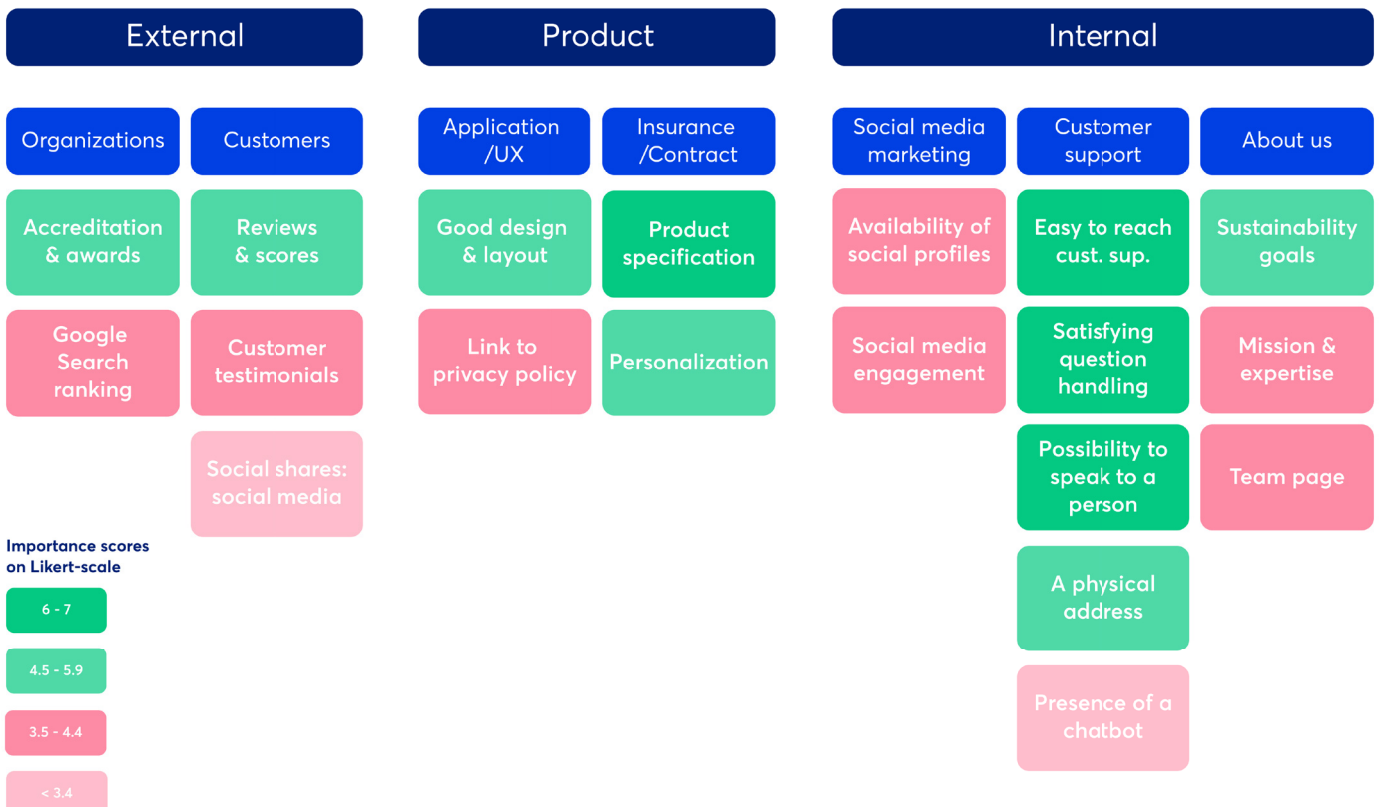 External
Product
Internal
Organizations
Customers
Application
/UX
Insurance
/Contract
Social media
marketing
Customer
support
About us
Accreditation
& awards
Reviews
& scores
Good design
& layout
Product
specification
Availability of
social profiles
Easy to reach
cust. sup.
Sustainability
goals
Google
Search
ranking
Customer
testimonials
Link to
privacy policy
Personalization
Social media
engagement
Satisfying
question
handling
Mission &
expertise
Social shares:
social media
Possibility to
speak to a
person
Team page
A physical
address
Presence of a
chatbot
Importance scores
on Likert-scale
6 - 7
4.5 - 5.9
3.5 - 4.4
< 3.4